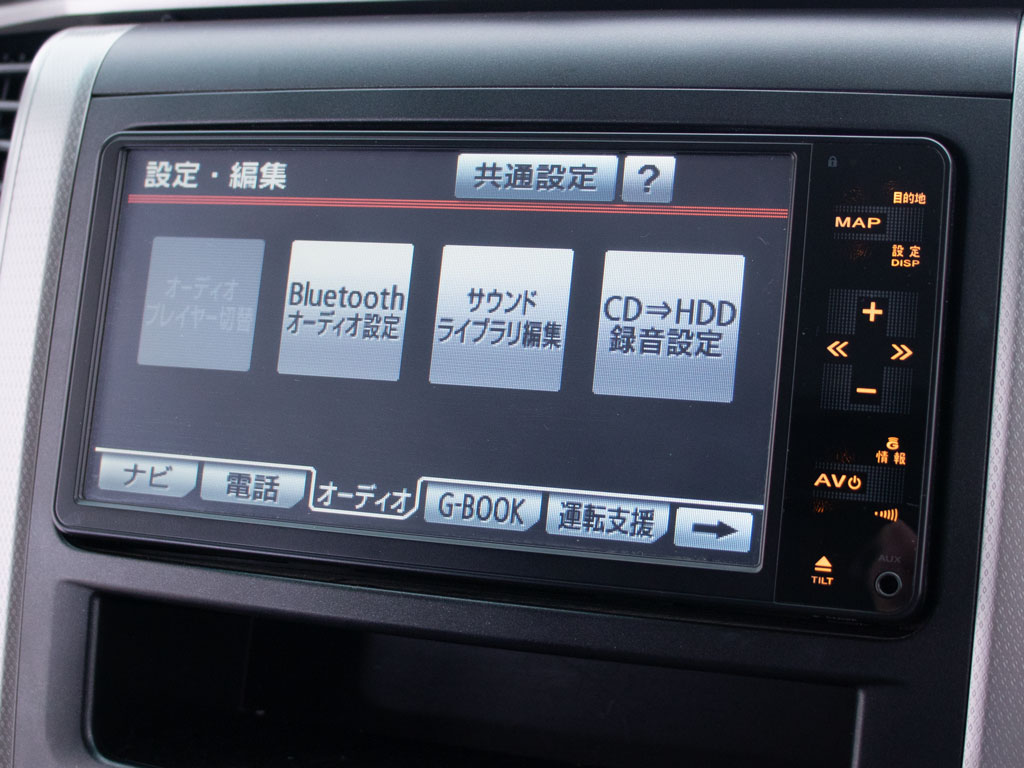 設定・編集
共通設定
?
オーディオ
プレイヤー切替
Bluetooth
オーディオ設定
サウンド
ライブラリ編集
CD⇒HDD
録音設定
ナビ
電話
オーディオ
G-BOOK
運転支援
→
目的地
MAP
設定
DISP
+
≪
≫
−
G
情報
AV
TILT
AUX